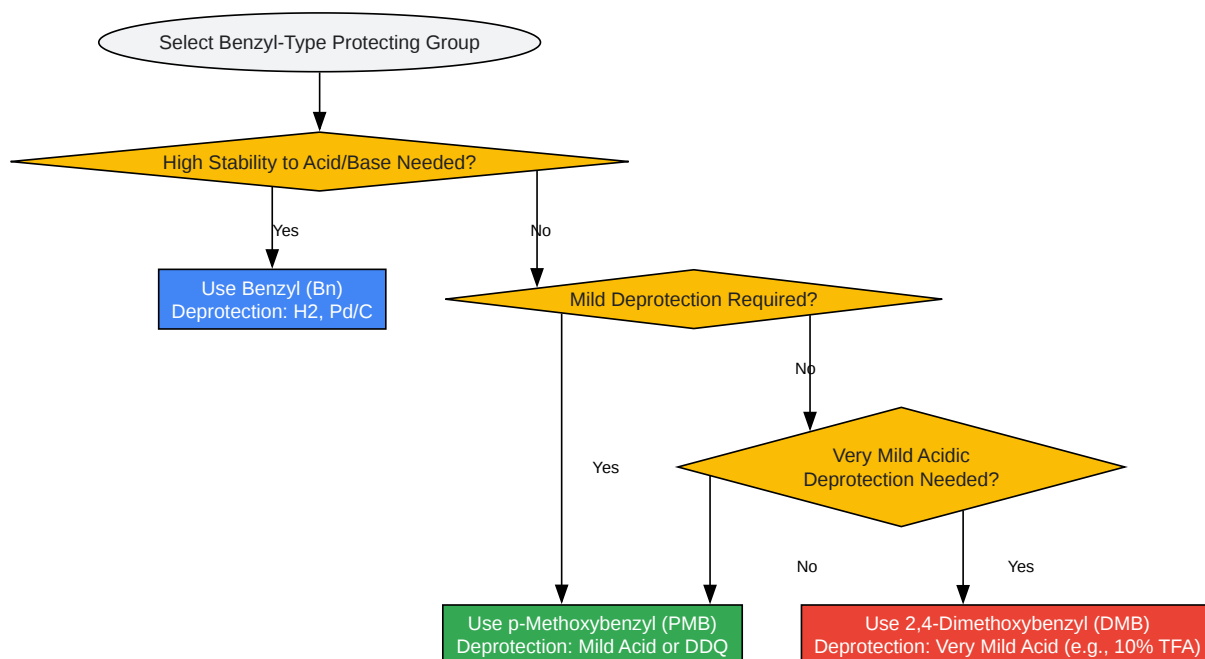 Select Benzyl-Type Protecting Group
High Stability to Acid/Base Needed?
Yes
No
Use Benzyl (Bn)
Deprotection: H2, Pd/C
Mild Deprotection Required?
No
Yes
Very Mild Acidic
Deprotection Needed?
No
Yes
Use p-Methoxybenzyl (PMB)
Deprotection: Mild Acid or DDQ
Use 2,4-Dimethoxybenzyl (DMB)
Deprotection: Very Mild Acid (e.g., 10% TFA)